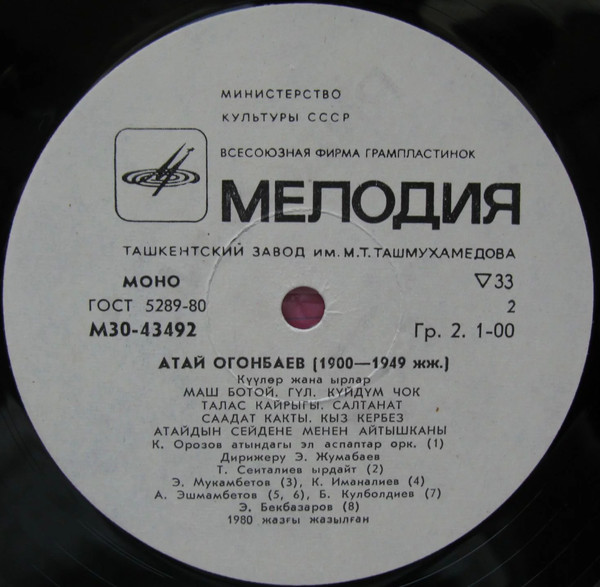 МИНИСТЕРСТВО
КУЛЬТУРЫ СССР
ВСЕСОЮЗНАЯ ФИРМА ГРАМПЛАСТИНОК
МЕЛОДИЯ
ТАШКЕНТСКИЙ ЗАВОД ИМ. М.Т. ТАШМУХАМЕДОВА
МОНО ▽33
ГОСТ 5289-80 2
М30-43492 Гр. 2. 1-00
АТАЙ ОГОНБАЕВ (1900—1949 жж.)
Күүлөр жана ырлар
МАШ БОТОЙ. ГҮЛ. КҮЙДҮМ ЧОК
ТАЛАС КАЙРЫГЫ. САЛТАНАТ
СААДАТ КАКТЫ. КЫЗ КЕРБЕЗ
АТАЙДЫН СЕЙДЕНЕ МЕНЕН АЙТЫШКАНЫ
К. Орозов атындагы эл аспаптар орк. (1)
Дирижеру Э. Жумабаев
Т. Сеиталиев ырдайт (2)
Э. Мукамбетов (3), К. Иманалиев (4)
А. Эшмамбетов (5, 6), Б. Кулболдиев (7)
Э. Бекбазаров (8)
1980 жазғы жазылған